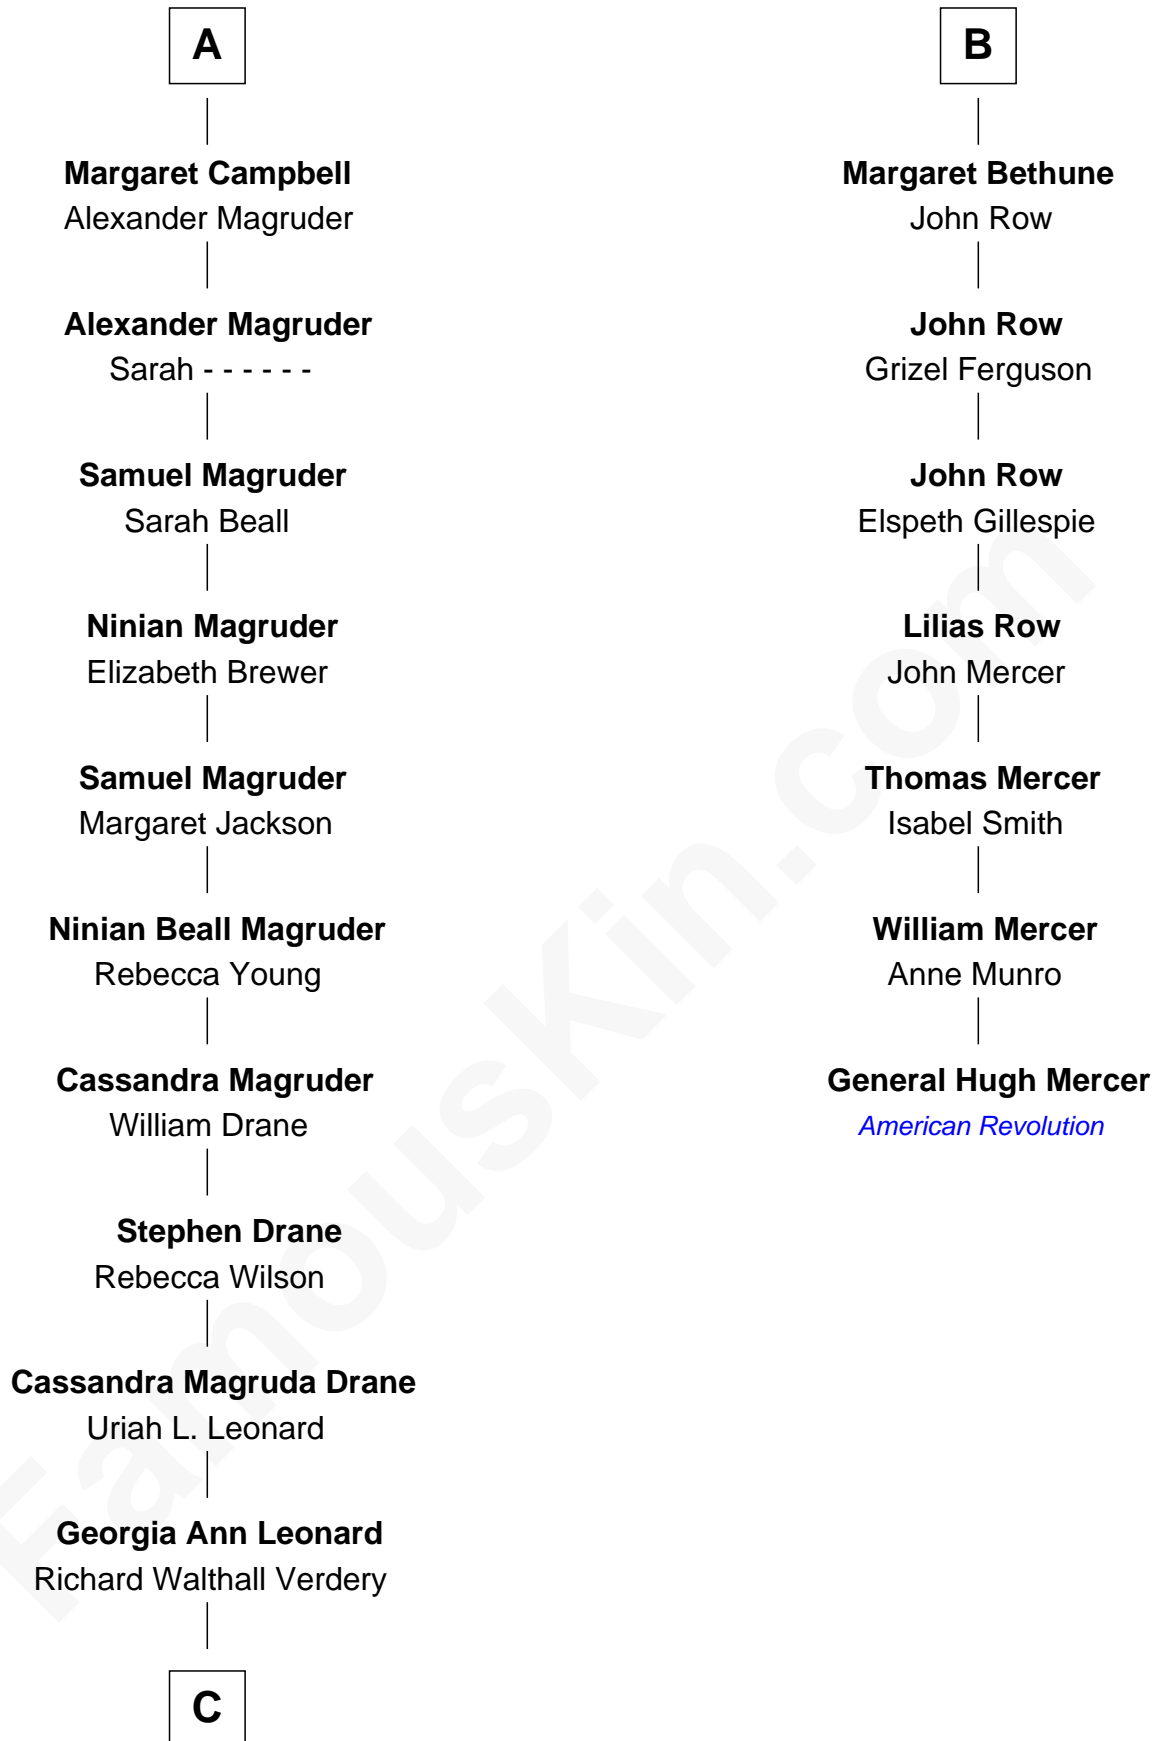 A
Margaret Campbell
Alexander Magruder
Alexander Magruder
Sarah - - - - - -
Samuel Magruder
Sarah Beall
Ninian Magruder
Elizabeth Brewer
Samuel Magruder
Margaret Jackson
Ninian Beall Magruder
Rebecca Young
Cassandra Magruder
William Drane
Stephen Drane
Rebecca Wilson
Cassandra Magruda Drane
Uriah L. Leonard
Georgia Ann Leonard
Richard Walthall Verdery
C
B
Margaret Bethune
John Row
John Row
Grizel Ferguson
John Row
Elspeth Gillespie
Lilias Row
John Mercer
Thomas Mercer
Isabel Smith
William Mercer
Anne Munro
General Hugh Mercer
American Revolution
FamousKin.com